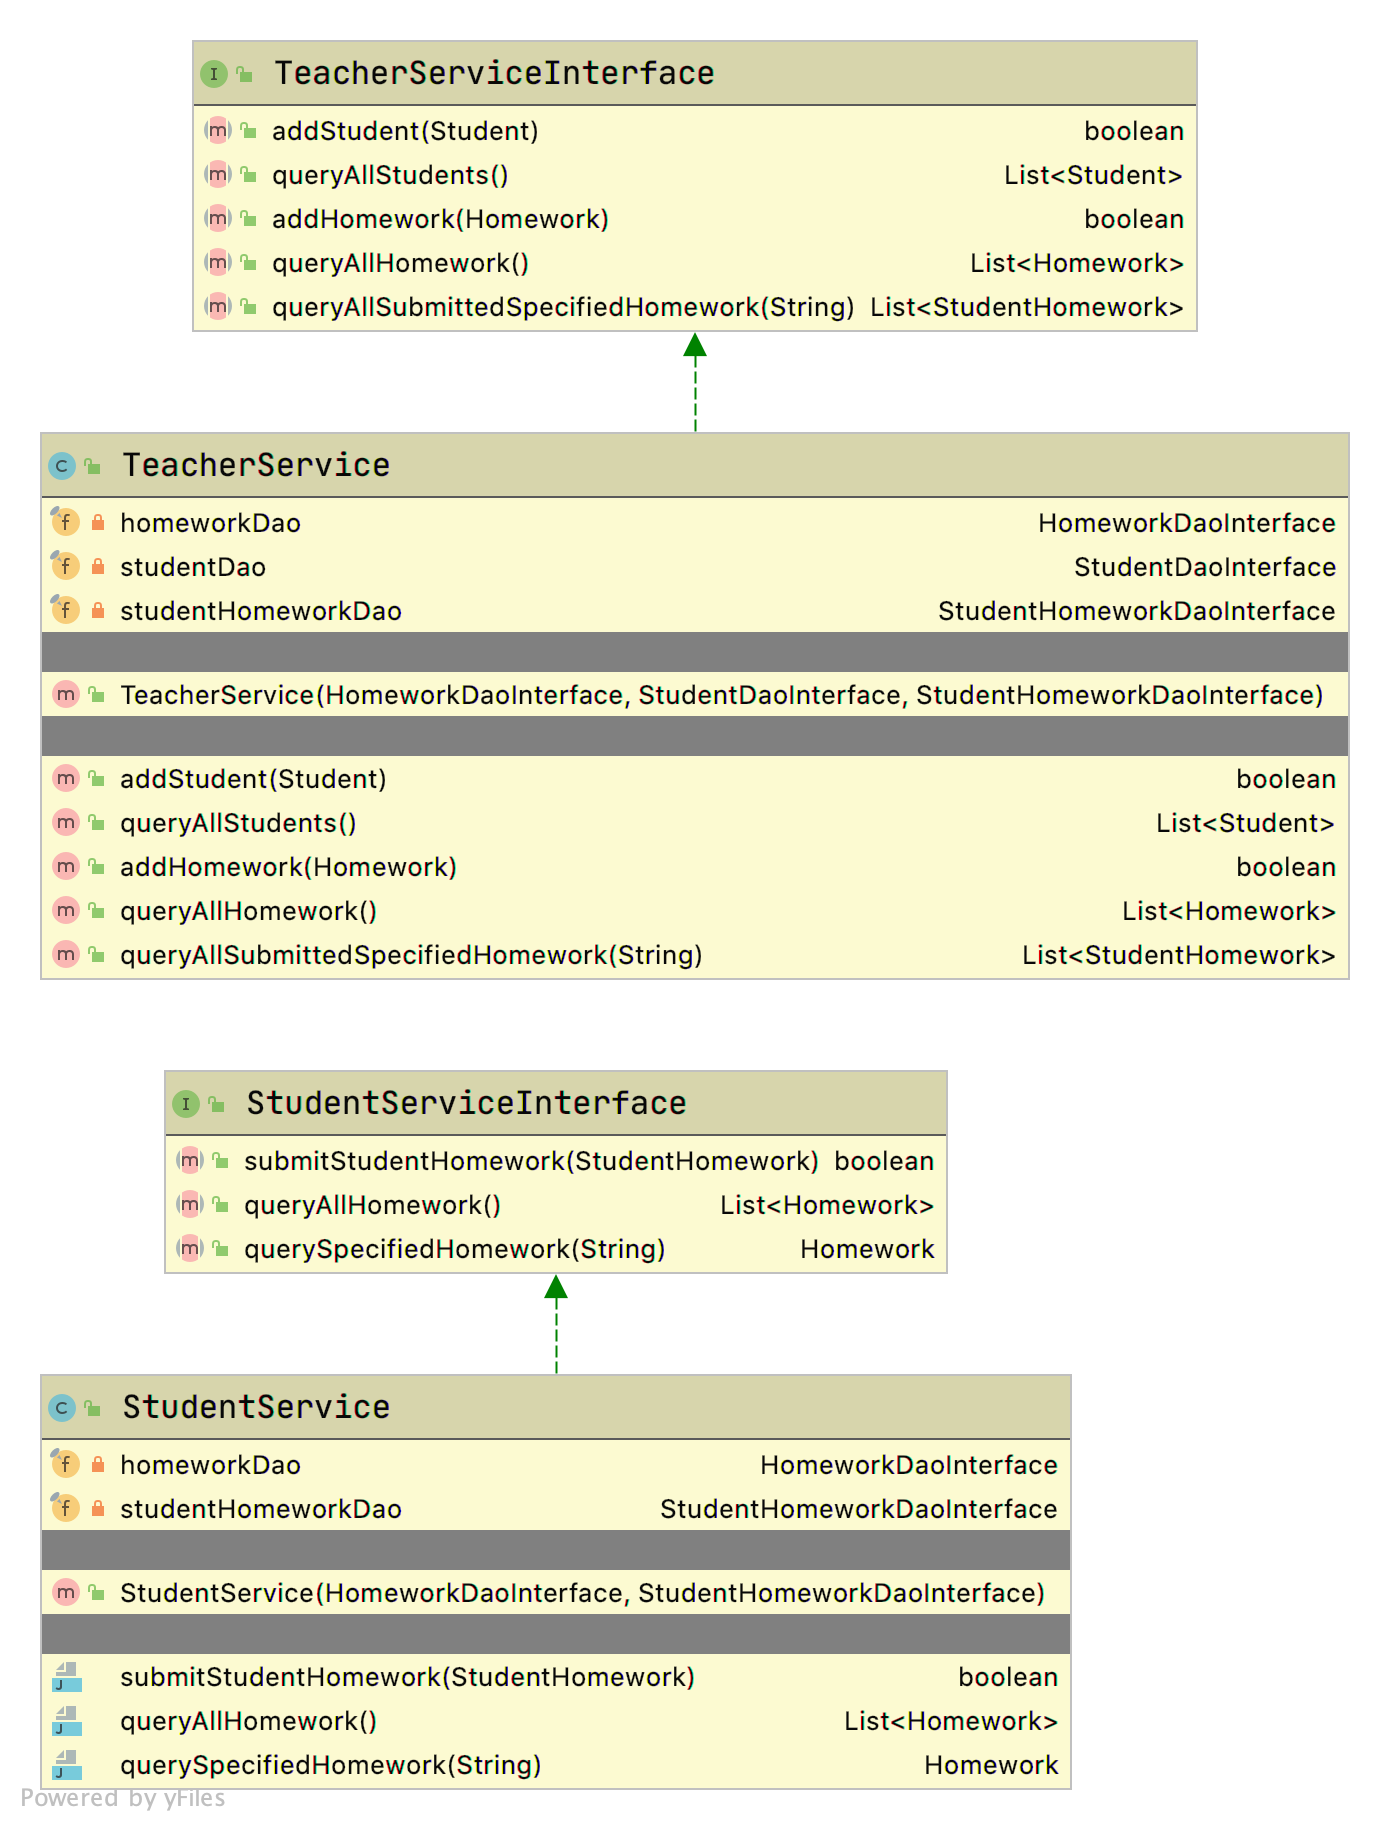 I TeacherServiceInterface
m addStudent(Student) boolean
m queryAllStudents() List<Student>
m addHomework(Homework) boolean
m queryAllHomework() List<Homework>
m queryAllSubmittedSpecifiedHomework(String) List<StudentHomework>
C TeacherService
f homeworkDao HomeworkDaoInterface
f studentDao StudentDaoInterface
f studentHomeworkDao StudentHomeworkDaoInterface
m TeacherService(HomeworkDaoInterface, StudentDaoInterface, StudentHomeworkDaoInterface)
m addStudent(Student) boolean
m queryAllStudents() List<Student>
m addHomework(Homework) boolean
m queryAllHomework() List<Homework>
m queryAllSubmittedSpecifiedHomework(String) List<StudentHomework>
I StudentServiceInterface
m submitStudentHomework(StudentHomework) boolean
m queryAllHomework() List<Homework>
m querySpecifiedHomework(String) Homework
C StudentService
f homeworkDao HomeworkDaoInterface
f studentHomeworkDao StudentHomeworkDaoInterface
m StudentService(HomeworkDaoInterface, StudentHomeworkDaoInterface)
J submitStudentHomework(StudentHomework) boolean
J queryAllHomework() List<Homework>
J querySpecifiedHomework(String) Homework
Powered by yFiles